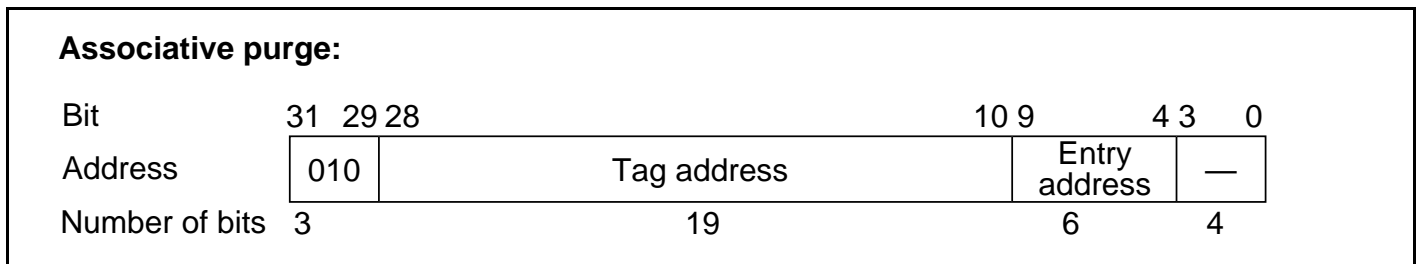 Associative purge:
Bit 31 29 28 10 9 4 3 0
Address 010 Tag address Entry address —
Number of bits 3 19 6 4